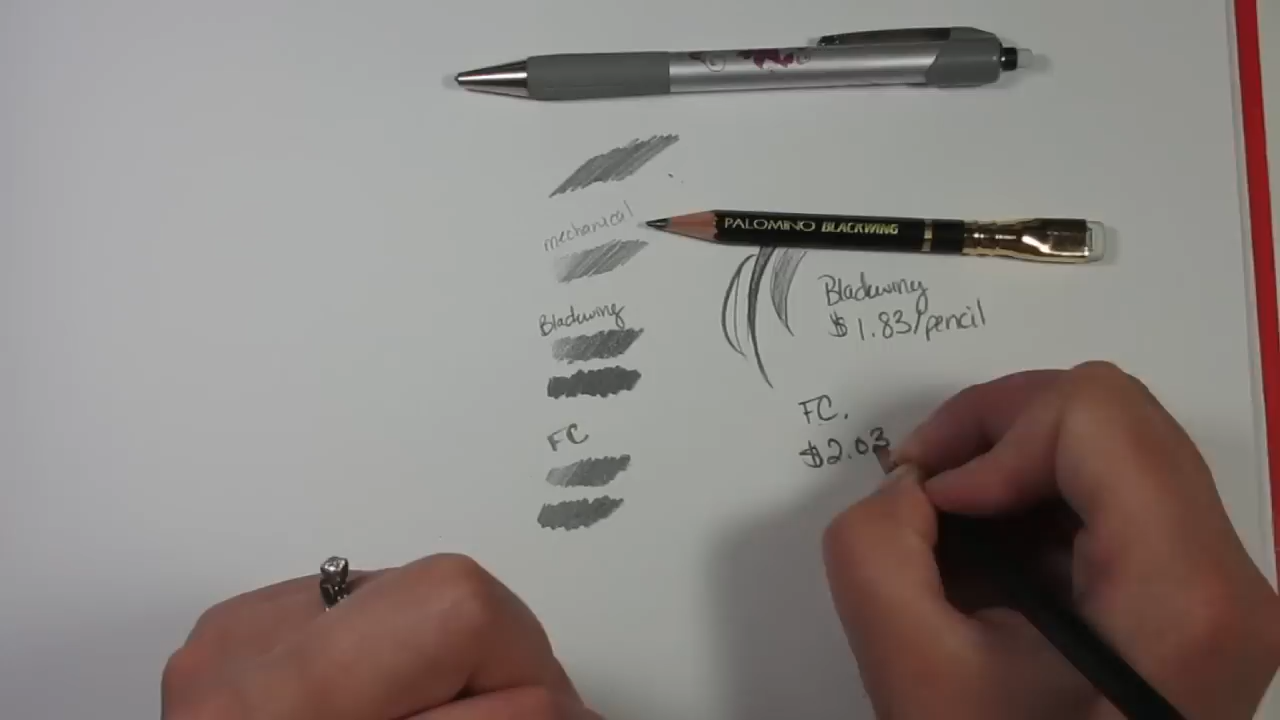 mechanical
PALOMINO BLACKWING
Blackwing
Blackwing
$1.83/pencil
FC
FC.
$2.03